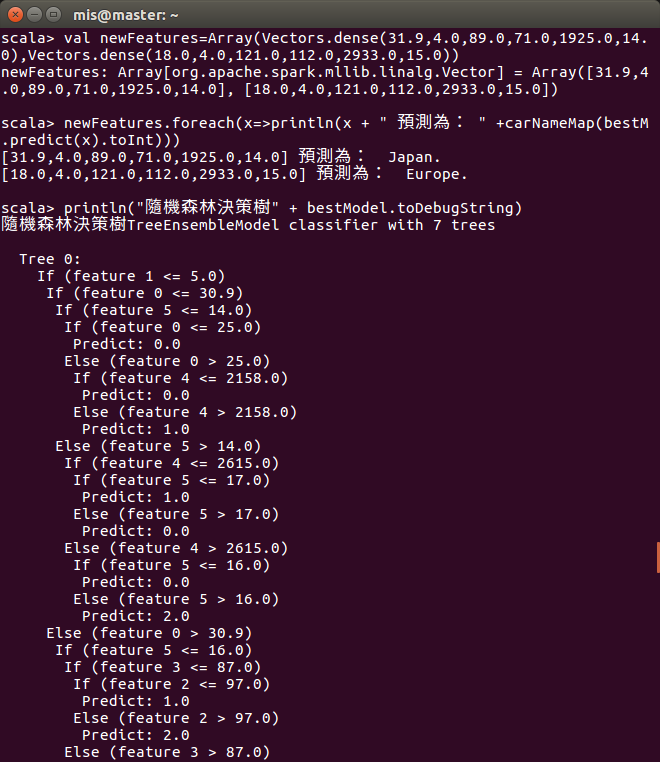 mis@master: ~
scala> val newFeatures=Array(Vectors.dense(31.9,4.0,89.0,71.0,1925.0,14.
0),Vectors.dense(18.0,4.0,121.0,112.0,2933.0,15.0))
newFeatures: Array[org.apache.spark.mllib.linalg.Vector] = Array([31.9,4
.0,89.0,71.0,1925.0,14.0], [18.0,4.0,121.0,112.0,2933.0,15.0])
scala> newFeatures.foreach(x=>println(x + " 預測為： " +carNameMap(bestM
.predict(x).toInt)))
[31.9,4.0,89.0,71.0,1925.0,14.0] 預測為：  Japan.
[18.0,4.0,121.0,112.0,2933.0,15.0] 預測為：  Europe.
scala> println("隨機森林決策樹" + bestModel.toDebugString)
隨機森林決策樹TreeEnsembleModel classifier with 7 trees
Tree 0:
If (feature 1 <= 5.0)
If (feature 0 <= 30.9)
If (feature 5 <= 14.0)
If (feature 0 <= 25.0)
Predict: 0.0
Else (feature 0 > 25.0)
If (feature 4 <= 2158.0)
Predict: 0.0
Else (feature 4 > 2158.0)
Predict: 1.0
Else (feature 5 > 14.0)
If (feature 4 <= 2615.0)
If (feature 5 <= 17.0)
Predict: 1.0
Else (feature 5 > 17.0)
Predict: 0.0
Else (feature 4 > 2615.0)
If (feature 5 <= 16.0)
Predict: 0.0
Else (feature 5 > 16.0)
Predict: 2.0
Else (feature 0 > 30.9)
If (feature 5 <= 16.0)
If (feature 3 <= 87.0)
If (feature 2 <= 97.0)
Predict: 1.0
Else (feature 2 > 97.0)
Predict: 2.0
Else (feature 3 > 87.0)